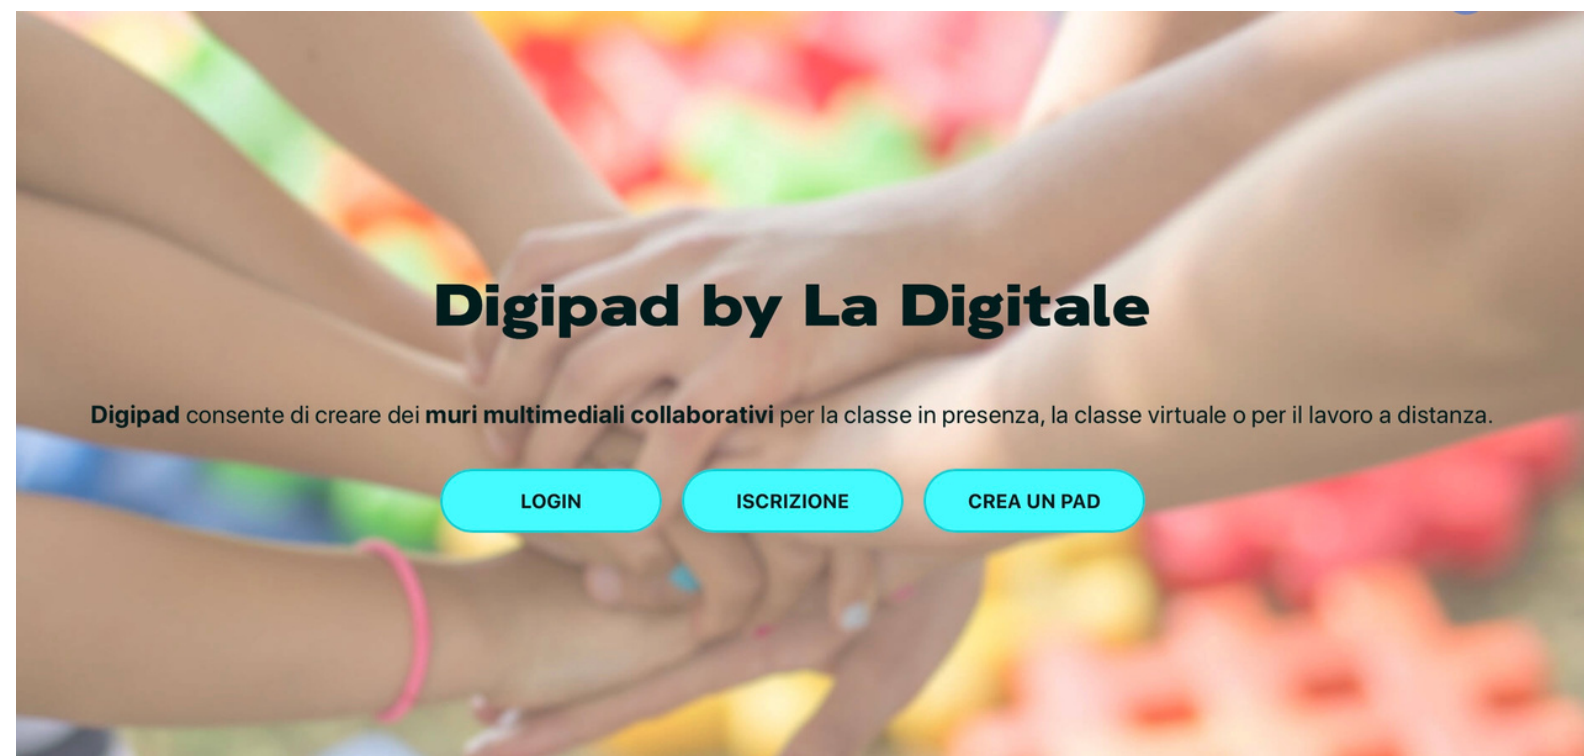 Digipad by La Digitale
Digipad consente di creare dei muri multimediali collaborativi per la classe in presenza, la classe virtuale o per il lavoro a distanza.
LOGIN
ISCRIZIONE
CREA UN PAD